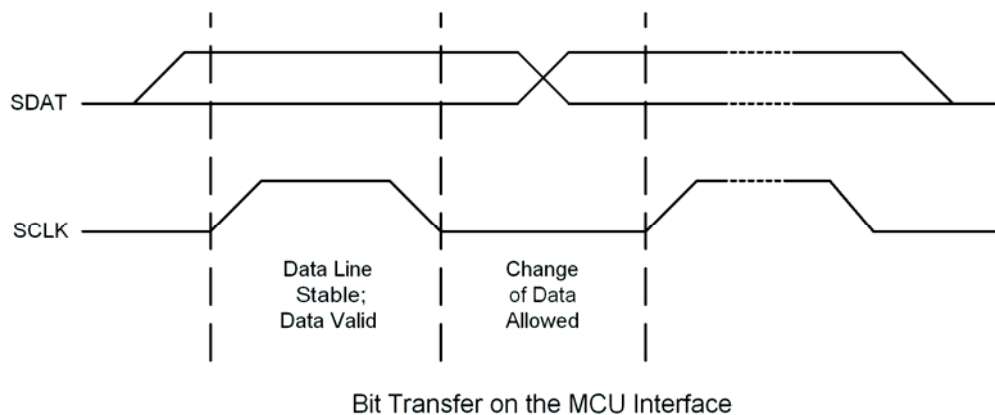 SDAT
SCLK
Data Line
Stable;
Data Valid
Change
of Data
Allowed
Bit Transfer on the MCU Interface